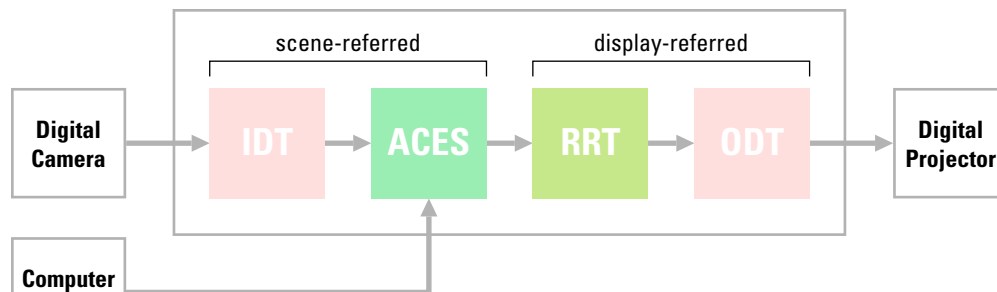 scene-referred
display-referred
Digital
Camera
IDT
ACES
RRT
ODT
Digital
Projector
Computer